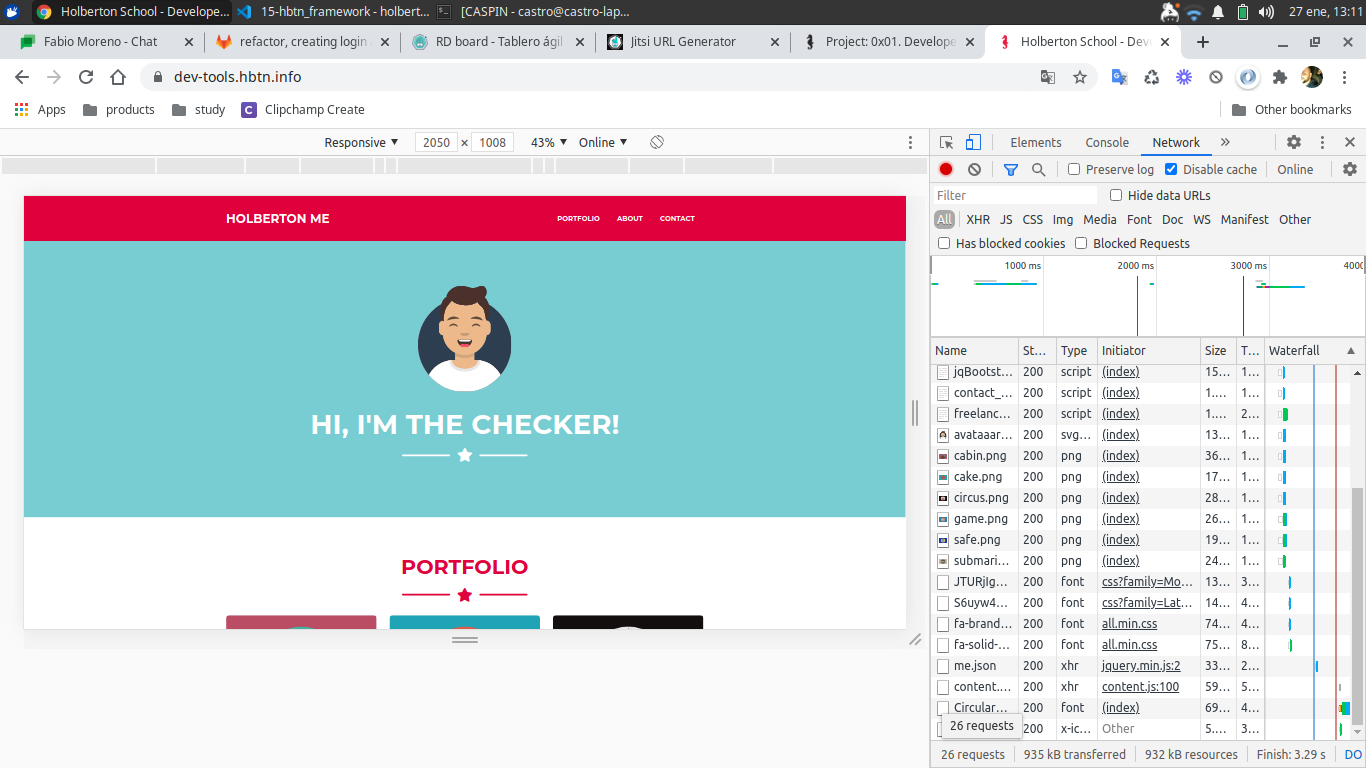 Holberton School - Develope...
15-hbtn_framework - holbert...
[CASPIN - castro@castro-lap...
27 ene, 13:11
Fabio Moreno - Chat
refactor, creating login
RD board - Tablero ágil
Jitsi URL Generator
Project: 0x01. Develope
Holberton School - Dev
dev-tools.hbtn.info
Apps
products
study
Clipchamp Create
Other bookmarks
Responsive
2050 × 1008
43%
Online
Elements
Console
Network
Preserve log
Disable cache
Online
Filter
Hide data URLs
All XHR JS CSS Img Media Font Doc WS Manifest Other
Has blocked cookies
Blocked Requests
1000 ms
2000 ms
3000 ms
4000
HOLBERTON ME
PORTFOLIO
ABOUT
CONTACT
HI, I'M THE CHECKER!
PORTFOLIO
Name St... Type Initiator Size T... Waterfall
jqBootst... 200 script (index) 15... 1...
contact_... 200 script (index) 1.... 1...
freelanc... 200 script (index) 1.... 2...
avataaar... 200 svg... (index) 13... 1...
cabin.png 200 png (index) 36... 1...
cake.png 200 png (index) 17... 1...
circus.png 200 png (index) 28... 1...
game.png 200 png (index) 26... 1...
safe.png 200 png (index) 19... 1...
submari... 200 png (index) 24... 1...
JTURjIg... 200 font css?family=Mo... 13... 3...
S6uyw4... 200 font css?family=Lat... 14... 4...
fa-brand... 200 font all.min.css 74... 4...
fa-solid-... 200 font all.min.css 75... 8...
me.json 200 xhr jquery.min.js:2 33... 2...
content.... 200 xhr content.js:100 59... 5...
Circular... 200 font (index) 69... 4...
200 x-ic... Other 5.... 3...
26 requests
26 requests
935 kB transferred
932 kB resources
Finish: 3.29 s
DO